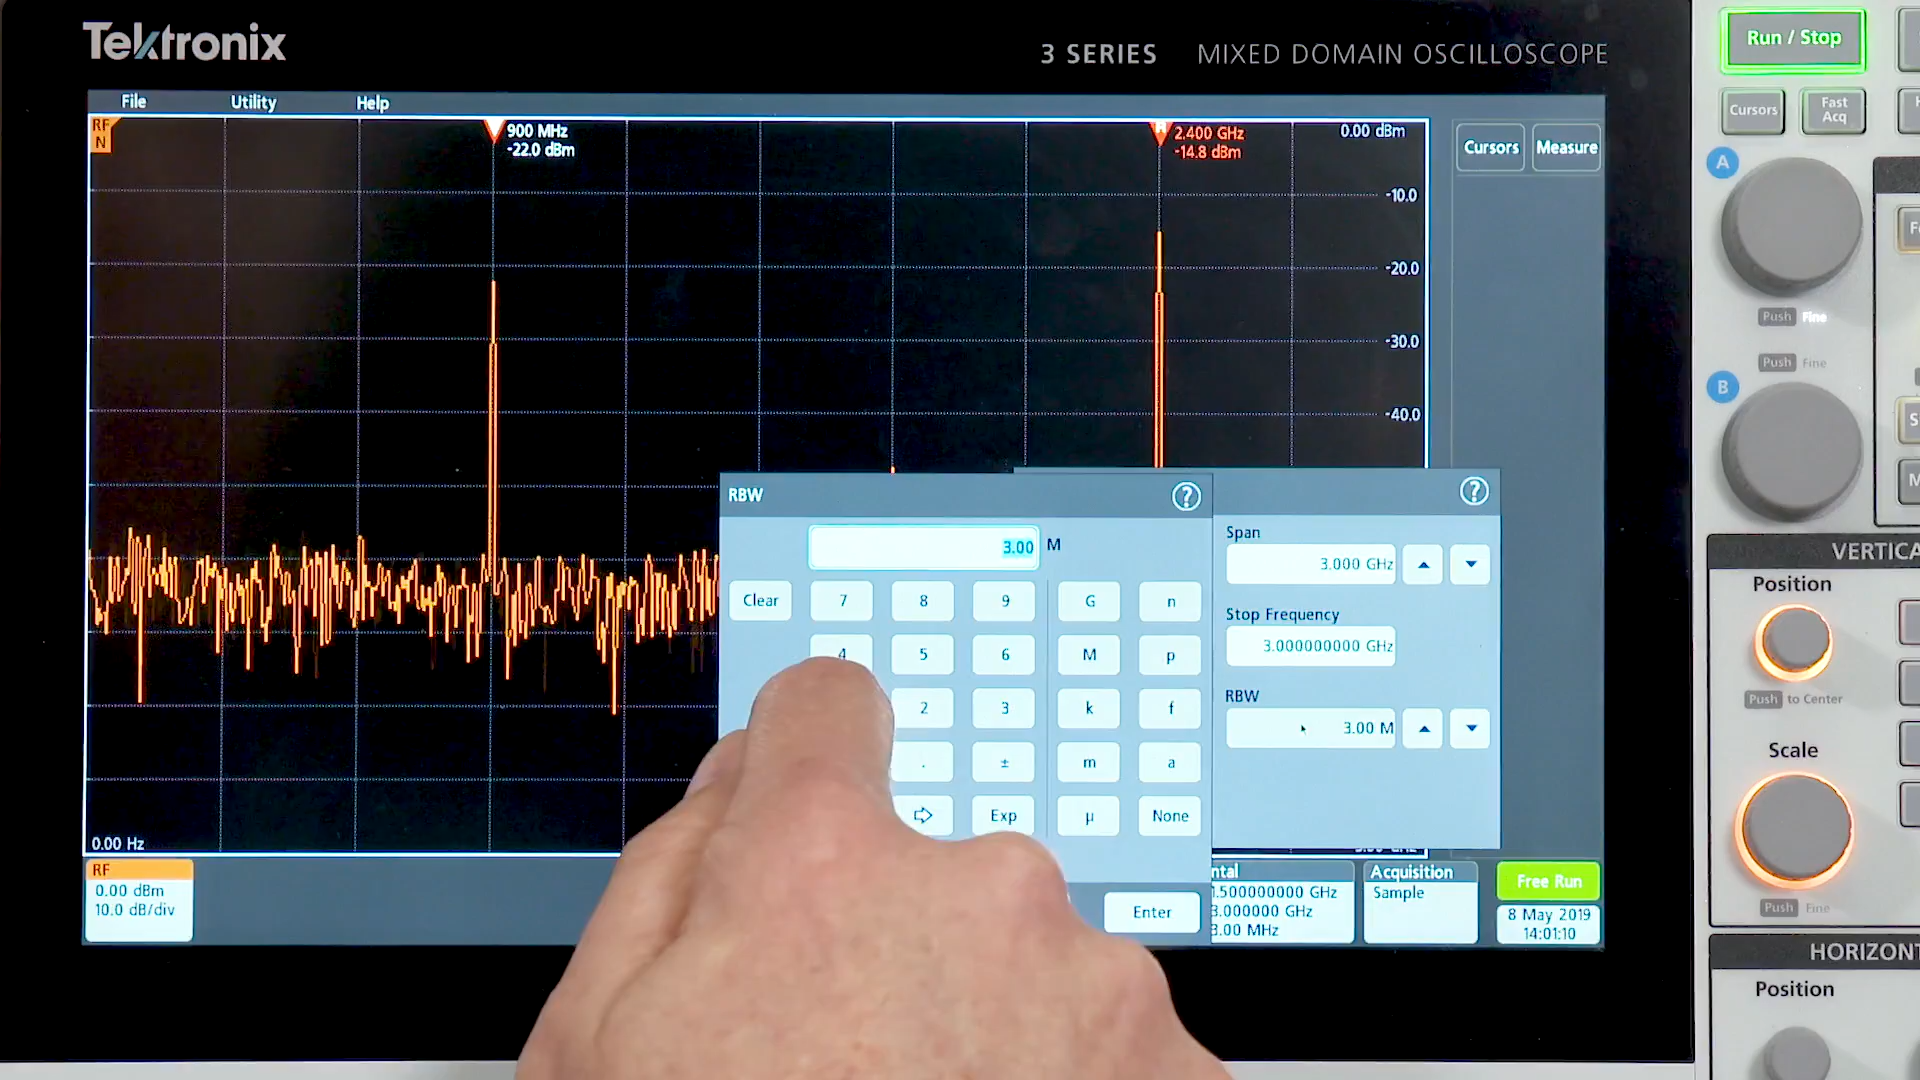 Tektronix
3 SERIES MIXED DOMAIN OSCILLOSCOPE
Run / Stop
Cursors
Fast Acq
File Utility Help
RF
N
900 MHz
-22.0 dBm
2.400 GHz
-14.8 dBm
0.00 dBm
-10.0
-20.0
-30.0
-40.0
Cursors Measure
A
Push Fine
Push Fine
B
RBW
3.00 M
Clear 7 8 9 G n
4 5 6 M p
2 3 k f
. ± m a
Exp µ None
Enter
Span
3.000 GHz
Stop Frequency
3.000000000 GHz
RBW
3.00 M
VERTICA
Position
Push to Center
Scale
Push Fine
HORIZON
Position
0.00 Hz
RF
0.00 dBm
10.0 dB/div
ntal
1.500000000 GHz
3.000000 GHz
3.00 MHz
Acquisition
Sample
Free Run
8 May 2019
14:01:10